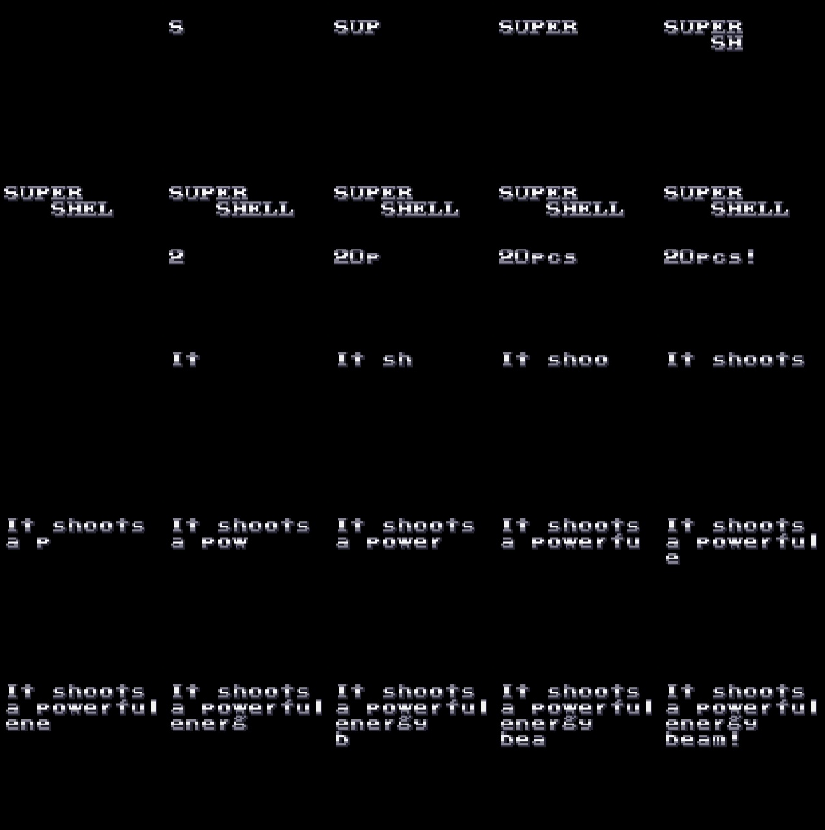 S SUP SUPER SUPER
SH
SUPER SUPER SUPER SUPER SUPER
SHEL SHELL SHELL SHELL SHELL
2 20p 20pcs 20pcs!
It It sh It shoo It shoots
It shoots It shoots It shoots It shoots It shoots
a p a pow a power a powerfu a powerful
e
It shoots It shoots It shoots It shoots It shoots
a powerful a powerful a powerful a powerful a powerful
ene energ energy energy energy
b bea beam!